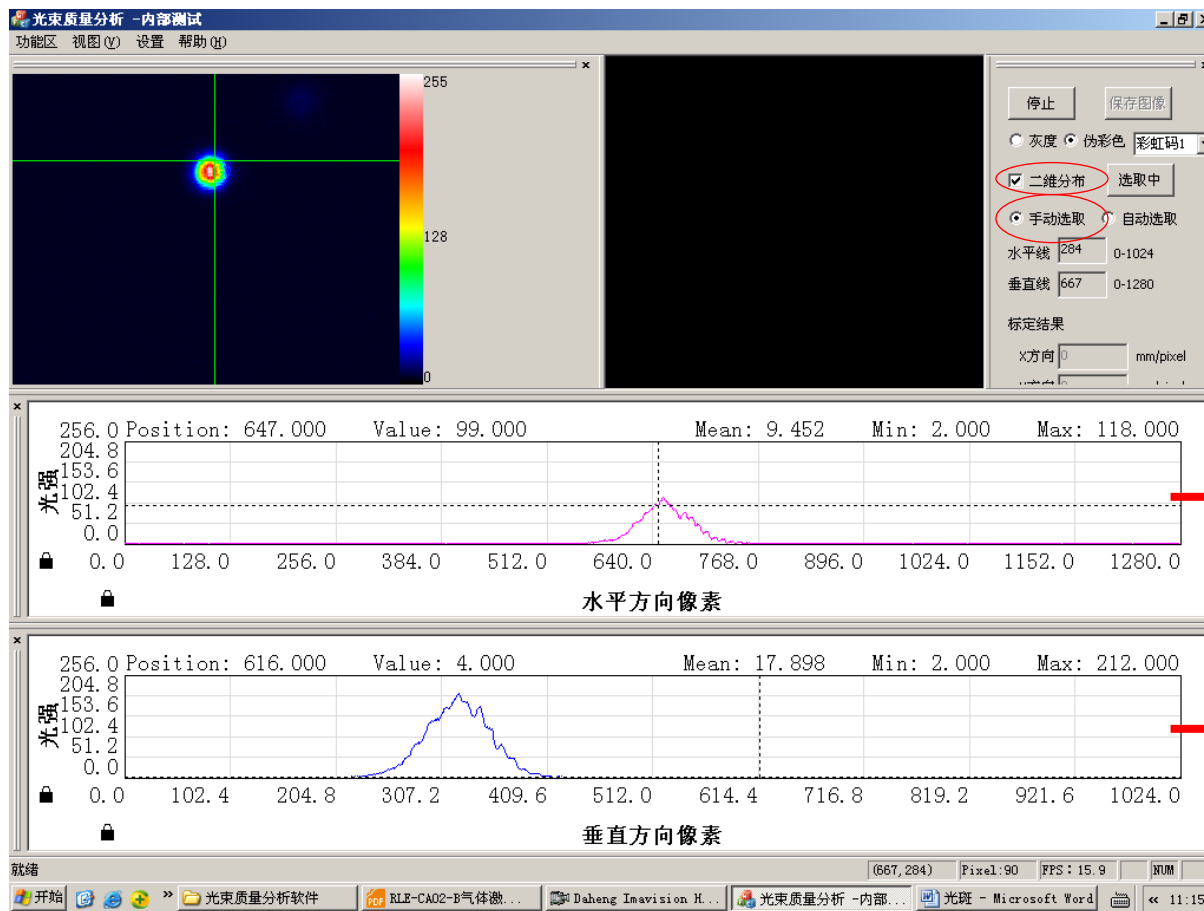 光束质量分析 -内部测试
功能区 视图(V) 设置 帮助(H)
255
128
0
停止 保存图像
灰度 伪彩色 彩虹码1
二维分布 选取中
手动选取 自动选取
水平线 284 0-1024
垂直线 667 0-1280
标定结果
X方向 0 mm/pixel
Position: 647.000 Value: 99.000 Mean: 9.452 Min: 2.000 Max: 118.000
256.0
204.8
153.6
102.4
51.2
0.0
光强
0.0 128.0 256.0 384.0 512.0 640.0 768.0 896.0 1024.0 1152.0 1280.0
水平方向像素
Position: 616.000 Value: 4.000 Mean: 17.898 Min: 2.000 Max: 212.000
256.0
204.8
153.6
102.4
51.2
0.0
光强
0.0 102.4 204.8 307.2 409.6 512.0 614.4 716.8 819.2 921.6 1024.0
垂直方向像素
就绪 (667,284) Pixel:90 FPS:15.9 NUM
开始 » 光束质量分析软件 RLE-CA02-B气体激... Daheng Imavision H... 光束质量分析 -内部... 光斑 - Microsoft Word «